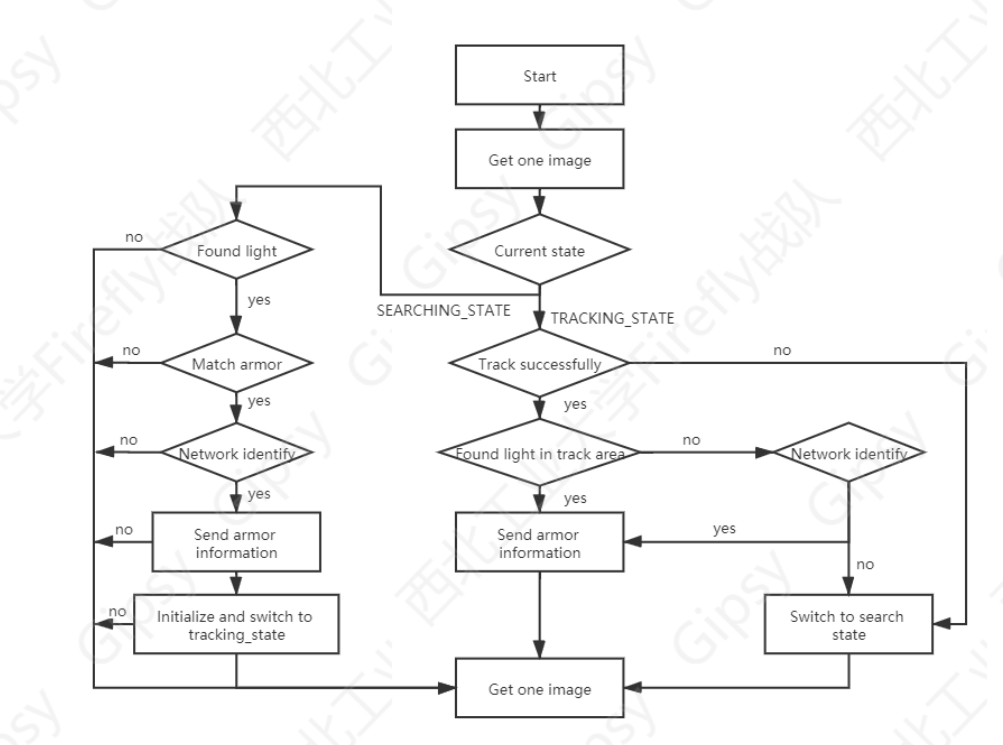 Start
Get one image
Current state
SEARCHING_STATE
TRACKING_STATE
no
Found light
yes
no
Match armor
yes
no
Network identify
yes
no
Send armor
information
no
Initialize and switch to
tracking_state
Track successfully
no
yes
Found light in track area
no
Network identify
yes
yes
no
Send armor
information
Switch to search
state
Get one image
Gipsy
西北工业大学Firefly战队